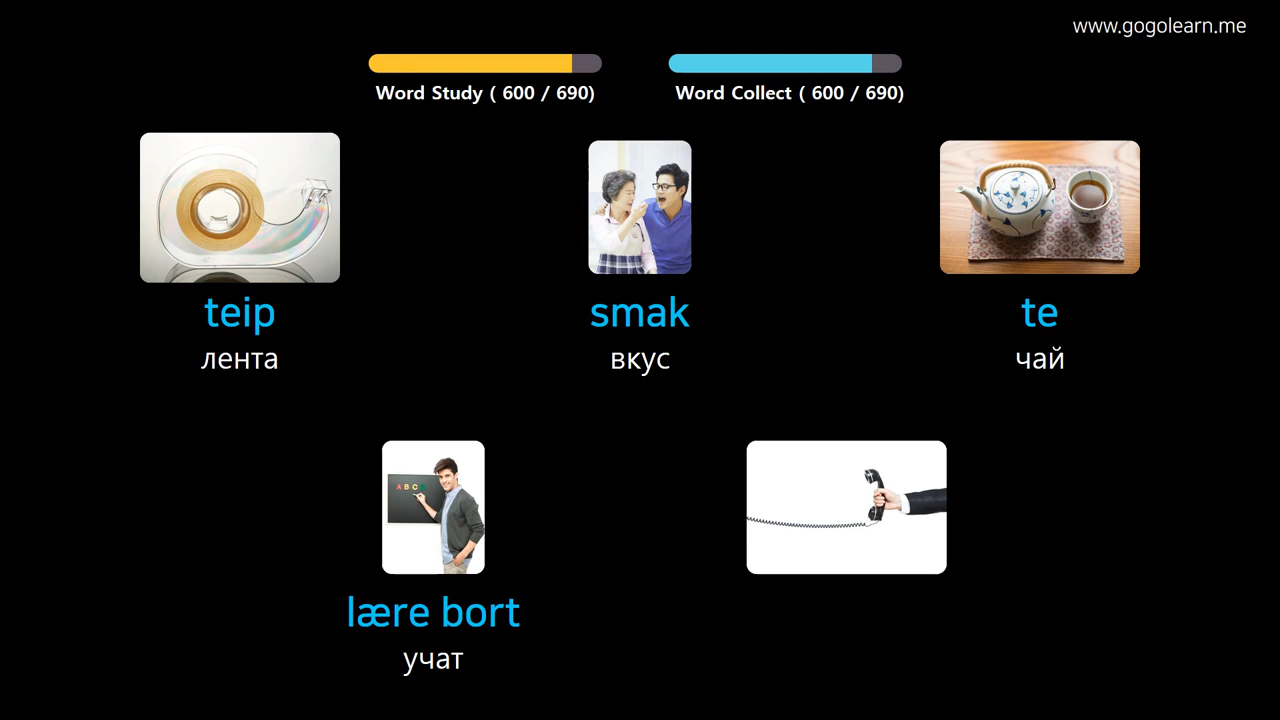 www.gogolearn.me
Word Study ( 600 / 690)
Word Collect ( 600 / 690)
teip
smak
te
лента
вкус
чай
A B C
lære bort
учат